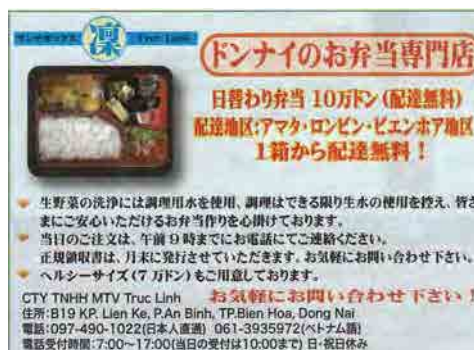 ランチボックス 凛 Truc Linh
ドンナイのお弁当専門店
日替わり弁当 10万ドン(配達無料)
配達地区:アマタ・ロンビン・ビエンホア地区
1箱から配達無料!
生野菜の洗浄には調理用水を使用、調理はできる限り生水の使用を控え、皆さ
まにご安心いただけるお弁当作りを心掛けております。
当日のご注文は、午前9時までにお電話にてご連絡ください。
正規領収書は、月末に発行させていただきます。お気軽にお問い合わせ下さい。
ヘルシーサイズ(7万ドン)もご用意しております。
CTY TNHH MTV Truc Linh お気軽にお問い合わせ下さい!
住所:B19 KP. Lien Ke, P.An Binh, TP.Bien Hoa, Dong Nai
電話:097-490-1022(日本人直通) 061-3935972(ベトナム語)
電話受付時間:7:00~17:00(当日の受付は10:00まで) 日・祝日休み